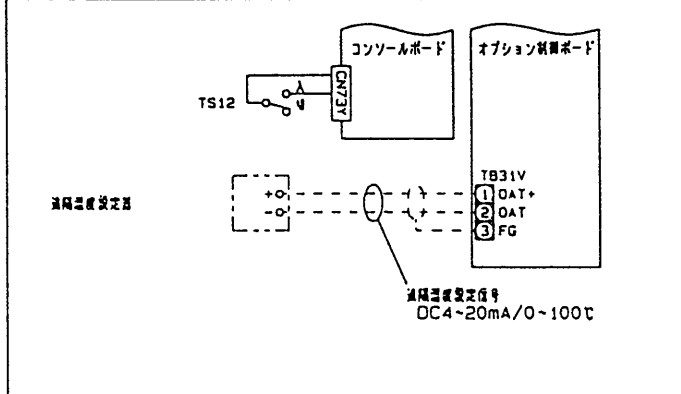 コンソールボード
オプション制御ボード
TS12
CN73Y
入
切
TB31V
遠隔温度設定器
+
1 OAT+
-
2 OAT
3 FG
遠隔温度設定信号
DC4~20mA/0~100℃